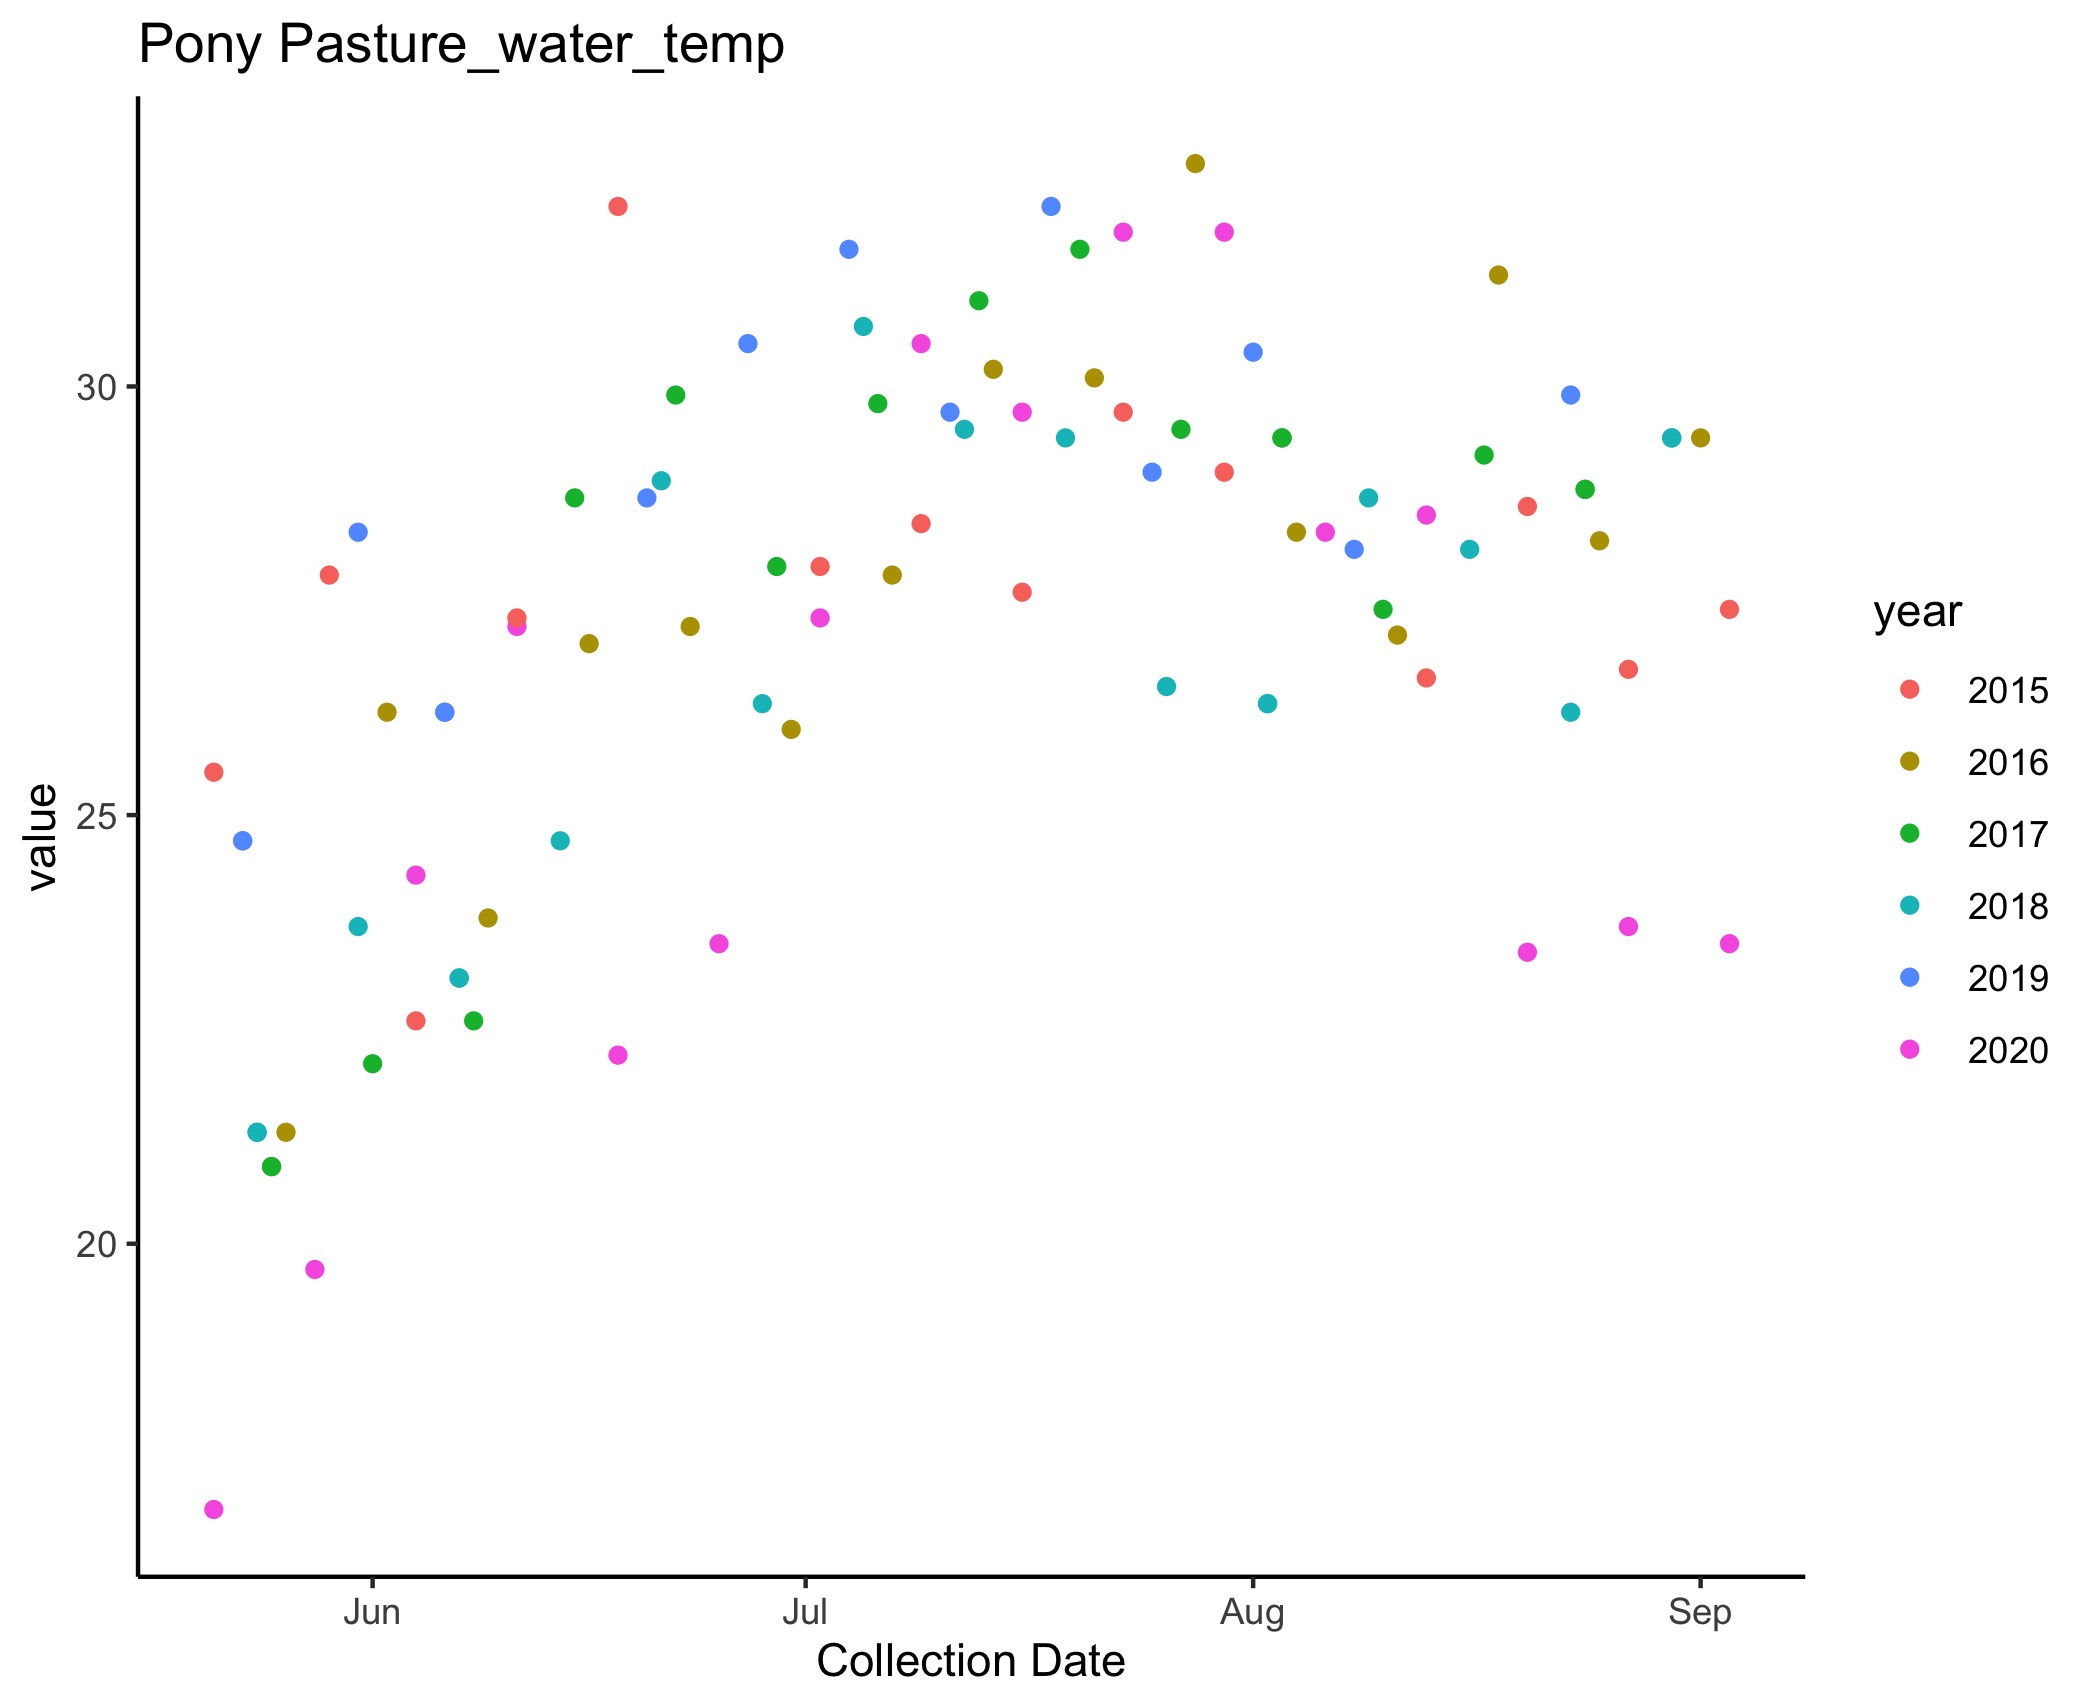 Pony Pasture_water_temp
30
25
20
value
Jun
Jul
Aug
Sep
Collection Date
year
2015
2016
2017
2018
2019
2020